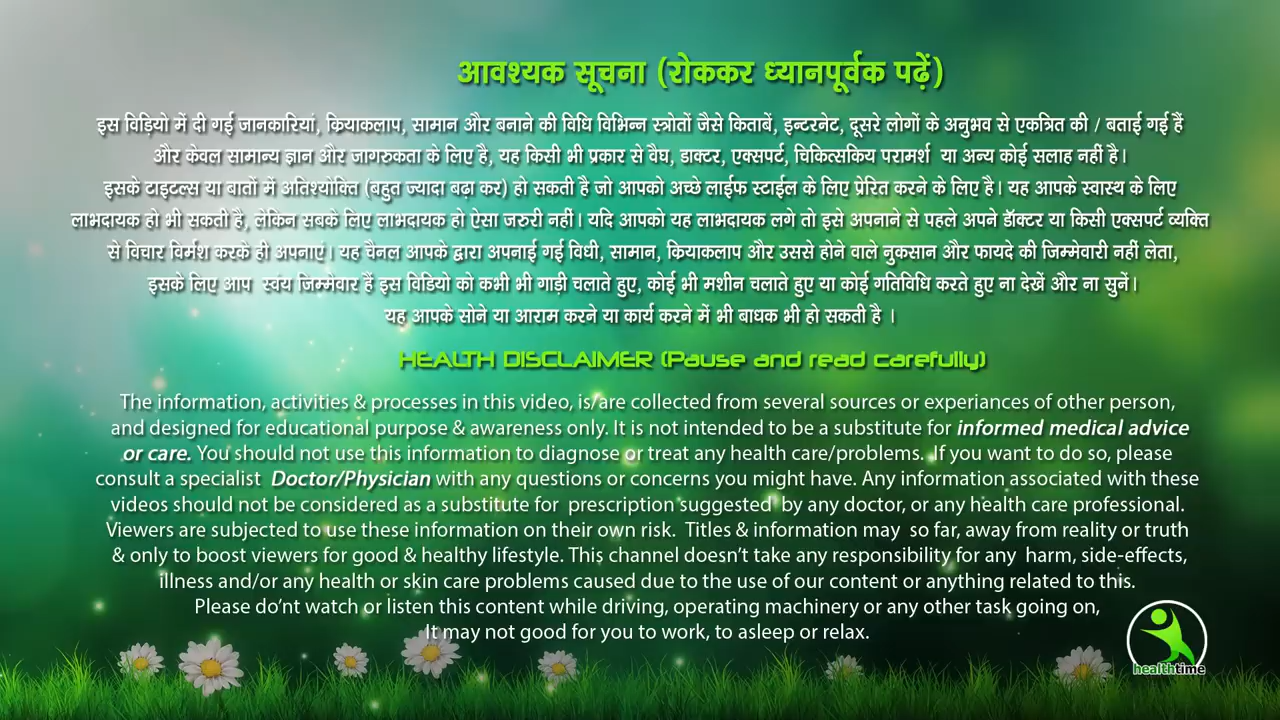 आवश्यक सूचना (रोककर ध्यानपूर्वक पढ़ें)
इस विड़ियो में दी गई जानकारियां, क्रियाकलाप, सामान और बनाने की विधि विभिन्न स्त्रोतों जैसे किताबें, इन्टरनेट, दूसरे लोगों के अनुभव से एकत्रित की / बताई गई हैं
और केवल सामान्य ज्ञान और जागरुकता के लिए है, यह किसी भी प्रकार से वैघ, डाक्टर, एक्सपर्ट, चिकित्सकिय परामर्श या अन्य कोई सलाह नहीं है।
इसके टाइटल्स या बातों में अतिश्योक्ति (बहुत ज्यादा बढ़ा कर) हो सकती है जो आपको अच्छे लाईफ स्टाईल के लिए प्रेरित करने के लिए है। यह आपके स्वास्थ के लिए
लाभदायक हो भी सकती है, लेकिन सबके लिए लाभदायक हो ऐसा जरुरी नहीं। यदि आपको यह लाभदायक लगे तो इसे अपनाने से पहले अपने डॉक्टर या किसी एक्सपर्ट व्यक्ति
से विचार विर्मश करके ही अपनाएं। यह चैनल आपके द्वारा अपनाई गई विधी, सामान, क्रियाकलाप और उससे होने वाले नुकसान और फायदे की जिम्मेवारी नहीं लेता,
इसके लिए आप स्वंय जिम्मेवार हैं इस विडियो को कभी भी गाड़ी चलाते हुए, कोई भी मशीन चलाते हुए या कोई गतिविधि करते हुए ना देखें और ना सुनें।
यह आपके सोने या आराम करने या कार्य करने में भी बाधक भी हो सकती है ।
HEALTH DISCLAIMER (Pause and read carefully)
The information, activities & processes in this video, is/are collected from several sources or experiances of other person,
and designed for educational purpose & awareness only. It is not intended to be a substitute for informed medical advice
or care. You should not use this information to diagnose or treat any health care/problems. If you want to do so, please
consult a specialist Doctor/Physician with any questions or concerns you might have. Any information associated with these
videos should not be considered as a substitute for prescription suggested by any doctor, or any health care professional.
Viewers are subjected to use these information on their own risk. Titles & information may so far, away from reality or truth
& only to boost viewers for good & healthy lifestyle. This channel doesn't take any responsibility for any harm, side-effects,
illness and/or any health or skin care problems caused due to the use of our content or anything related to this.
Please do'nt watch or listen this content while driving, operating machinery or any other task going on,
It may not good for you to work, to asleep or relax.
healthtime